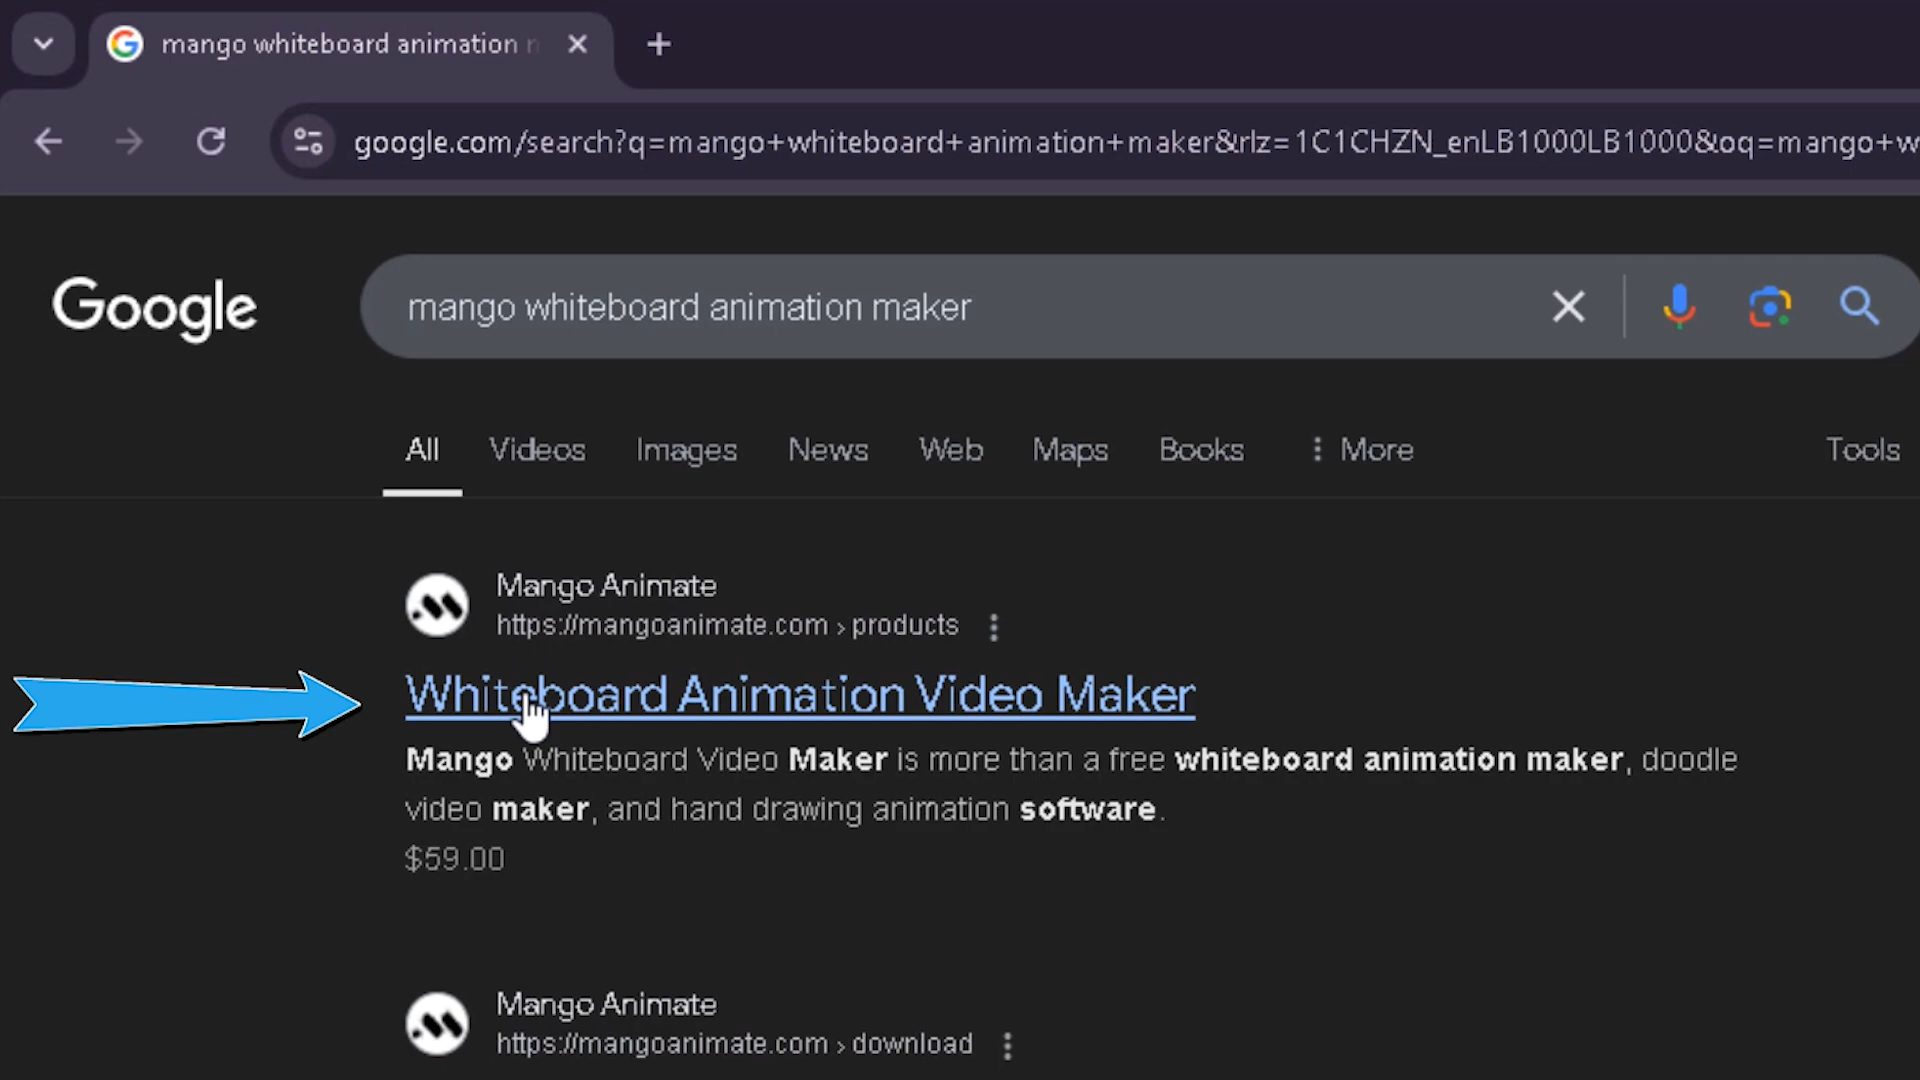 mango whiteboard animation
google.com/search?q=mango+whiteboard+animation+maker&rlz=1C1CHZN_enLB1000LB1000&oq=mango+w
Google
mango whiteboard animation maker
All Videos Images News Web Maps Books More Tools
Mango Animate
https://mangoanimate.com › products
Whiteboard Animation Video Maker
Mango Whiteboard Video Maker is more than a free whiteboard animation maker, doodle
video maker, and hand drawing animation software.
$59.00
Mango Animate
https://mangoanimate.com › download